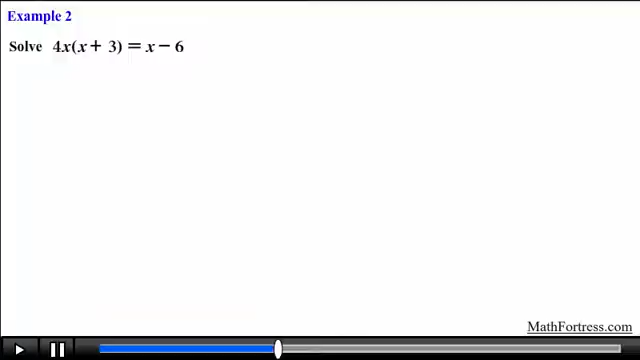 Example 2
Solve 4x(x + 3) = x − 6
MathFortress.com